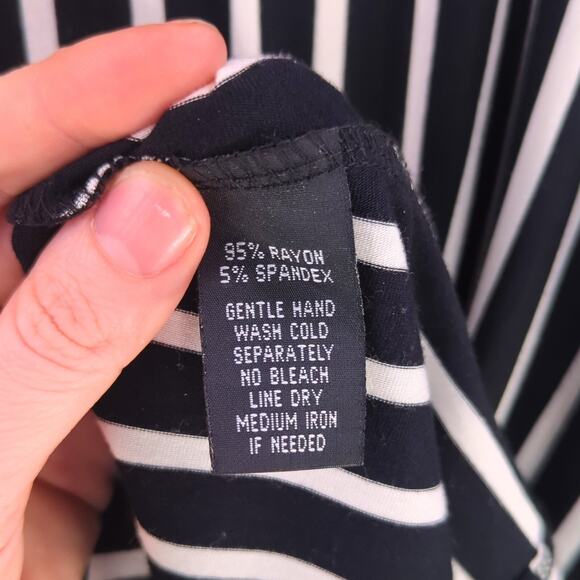 95% RAYON
5% SPANDEX
GENTLE HAND
WASH COLD
SEPARATELY
NO BLEACH
LINE DRY
MEDIUM IRON
IF NEEDED